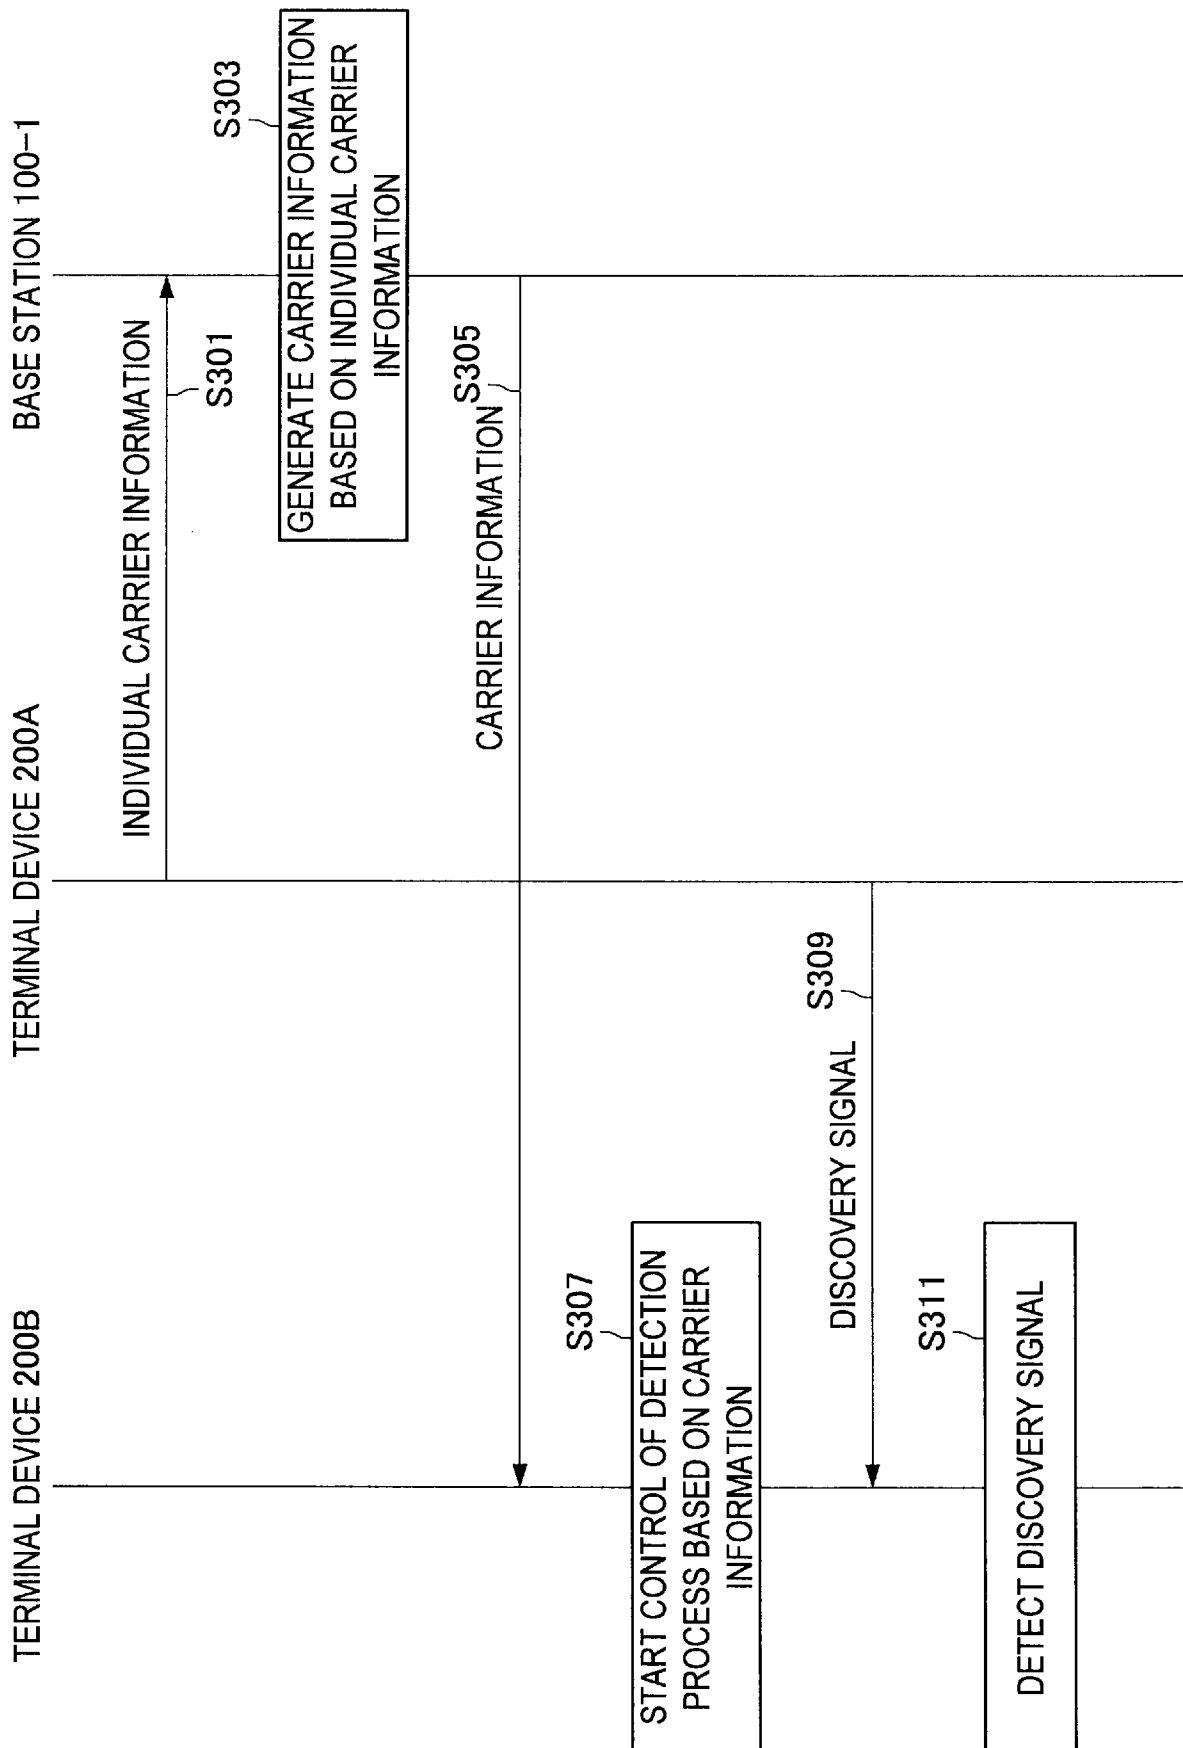 TERMINAL DEVICE 200B
TERMINAL DEVICE 200A
BASE STATION 100-1
INDIVIDUAL CARRIER INFORMATION
S301
S303
GENERATE CARRIER INFORMATION
BASED ON INDIVIDUAL CARRIER
INFORMATION
CARRIER INFORMATION
S305
S307
START CONTROL OF DETECTION
PROCESS BASED ON CARRIER
INFORMATION
DISCOVERY SIGNAL
S309
S311
DETECT DISCOVERY SIGNAL